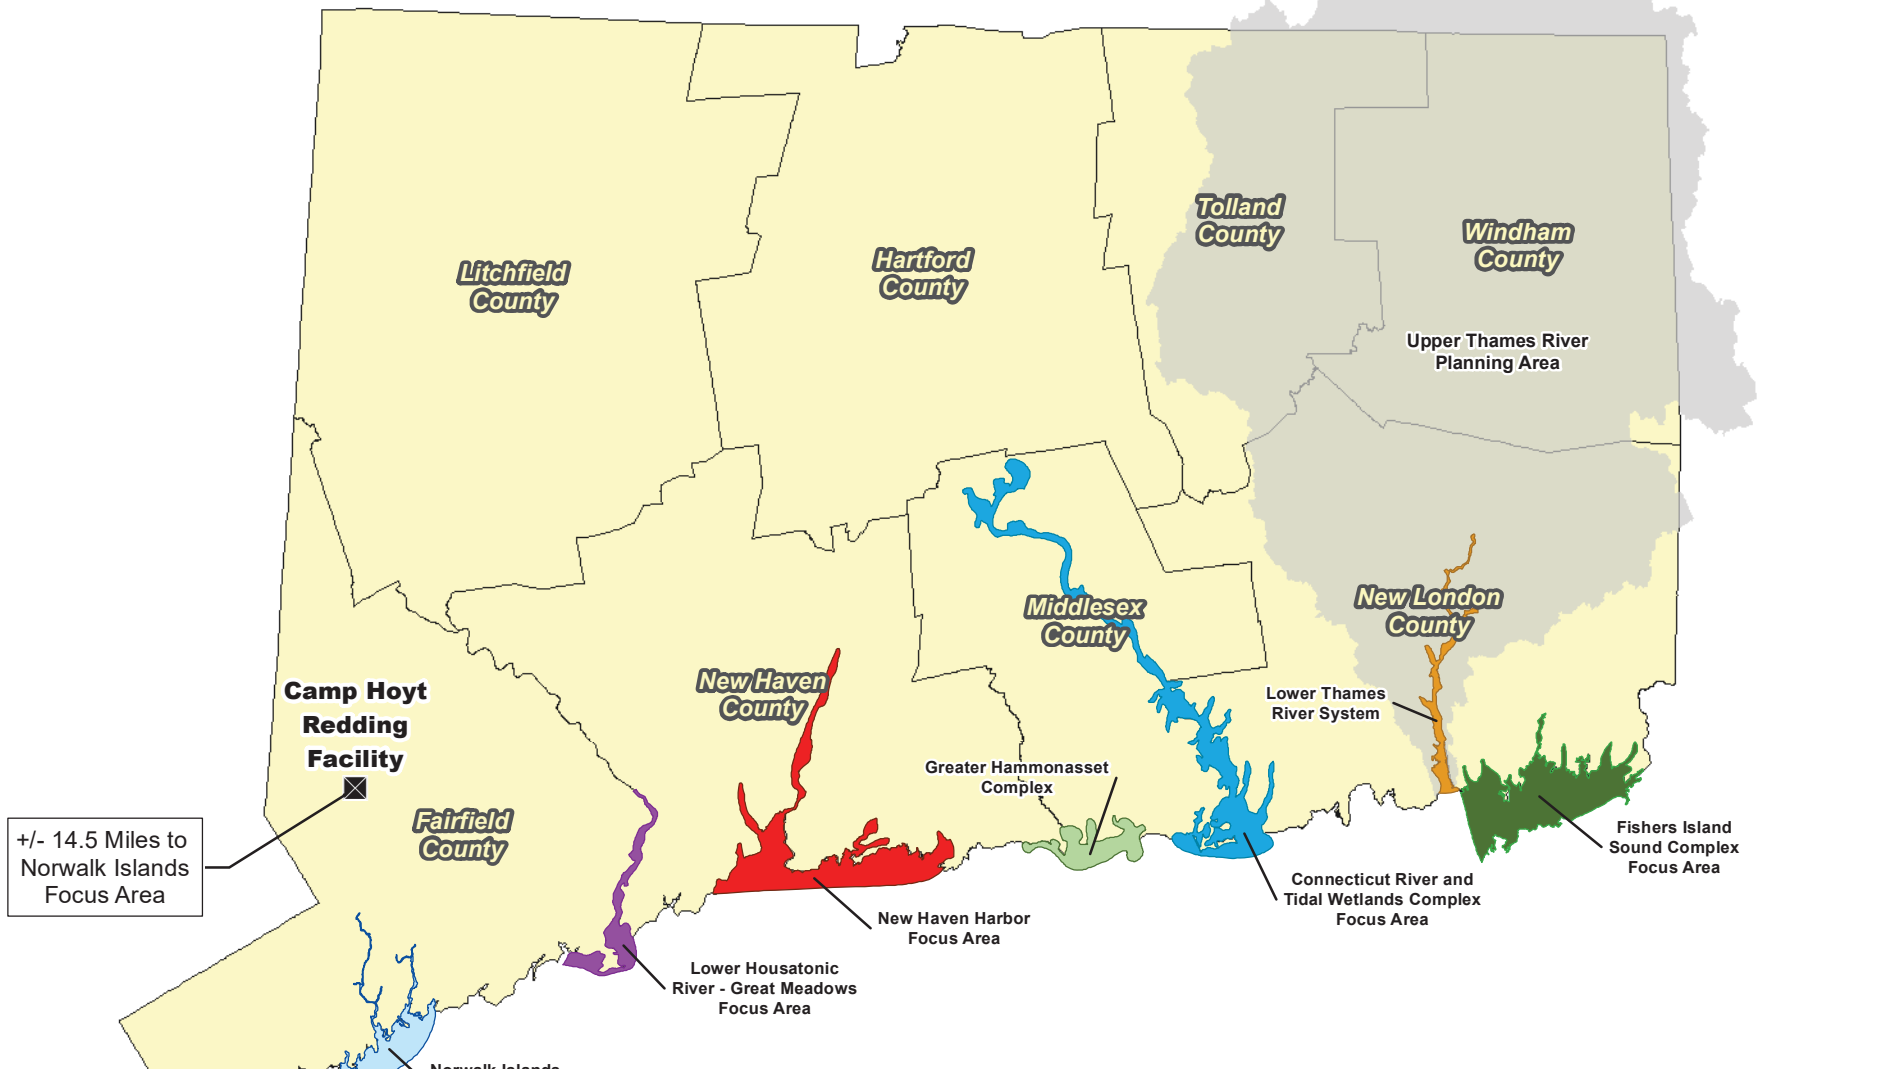 Tolland
County
Windham
County
Litchfield
County
Hartford
County
Upper Thames River
Planning Area
New London
County
Middlesex
County
New Haven
County
Camp Hoyt
Redding
Facility
Lower Thames
River System
Greater Hammonasset
Complex
Fairfield
County
+/- 14.5 Miles to
Norwalk Islands
Focus Area
Fishers Island
Sound Complex
Focus Area
Connecticut River and
Tidal Wetlands Complex
Focus Area
New Haven Harbor
Focus Area
Lower Housatonic
River - Great Meadows
Focus Area
Norwalk Islands